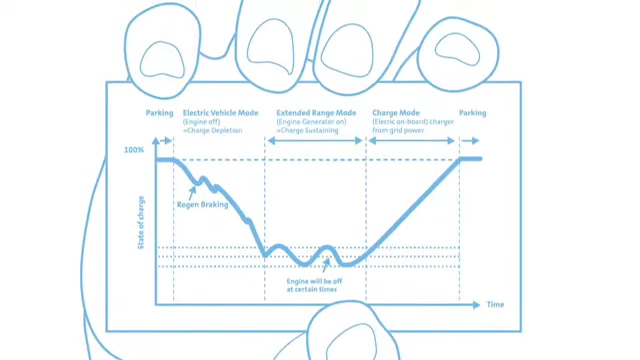 Parking
Electric Vehicle Mode
(Engine off)
=Charge Depletion
Extended Range Mode
(Engine Generator on)
=Charge Sustaining
Charge Mode
(Elecric on-board) charger
from grid power
Parking
100%
State of charge
Regen Braking
Engine will be off
at certain times
Time